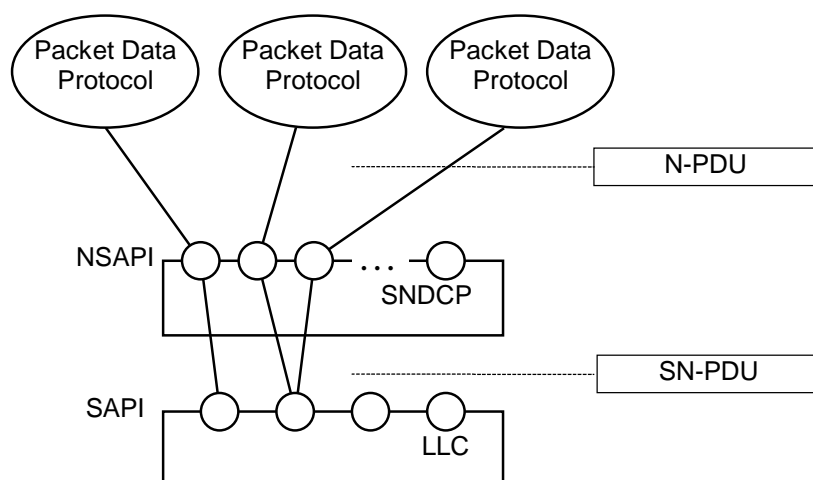 Packet Data
Protocol
Packet Data
Protocol
Packet Data
Protocol
N-PDU
NSAPI
...
SNDCP
SN-PDU
SAPI
LLC